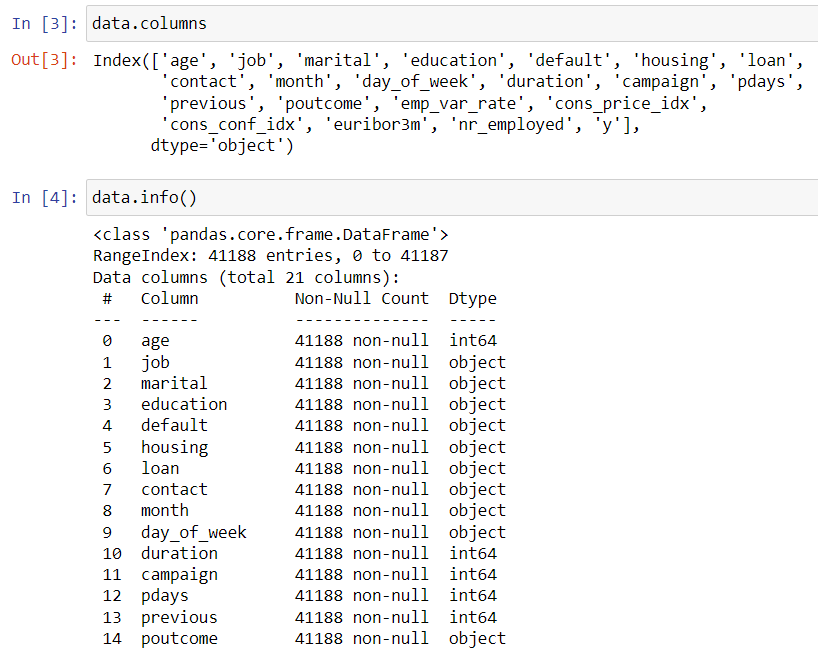 In [3]: data.columns
Out[3]: Index(['age', 'job', 'marital', 'education', 'default', 'housing', 'loan',
'contact', 'month', 'day_of_week', 'duration', 'campaign', 'pdays',
'previous', 'poutcome', 'emp_var_rate', 'cons_price_idx',
'cons_conf_idx', 'euribor3m', 'nr_employed', 'y'],
dtype='object')
In [4]: data.info()
<class 'pandas.core.frame.DataFrame'>
RangeIndex: 41188 entries, 0 to 41187
Data columns (total 21 columns):
# Column Non-Null Count Dtype
--- ------ -------------- -----
0 age 41188 non-null int64
1 job 41188 non-null object
2 marital 41188 non-null object
3 education 41188 non-null object
4 default 41188 non-null object
5 housing 41188 non-null object
6 loan 41188 non-null object
7 contact 41188 non-null object
8 month 41188 non-null object
9 day_of_week 41188 non-null object
10 duration 41188 non-null int64
11 campaign 41188 non-null int64
12 pdays 41188 non-null int64
13 previous 41188 non-null int64
14 poutcome 41188 non-null object